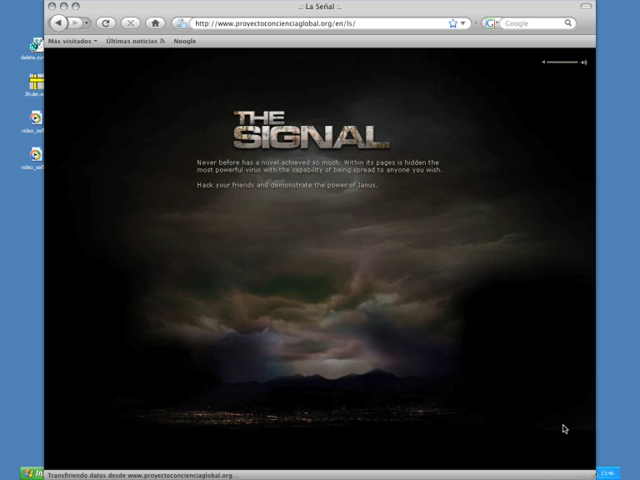 .: La Señal :.
http://www.proyectoconcienciaglobal.org/en/ls/
Google
Más visitados
Últimas noticias
Noogle
THE
SIGNAL
Never before has a novel achieved so much. Within its pages is hidden the
most powerful virus with the capability of being spread to anyone you wish.
Hack your friends and demonstrate the power of Janus.
Transfiriendo datos desde www.proyectoconcienciaglobal.org...
13:46